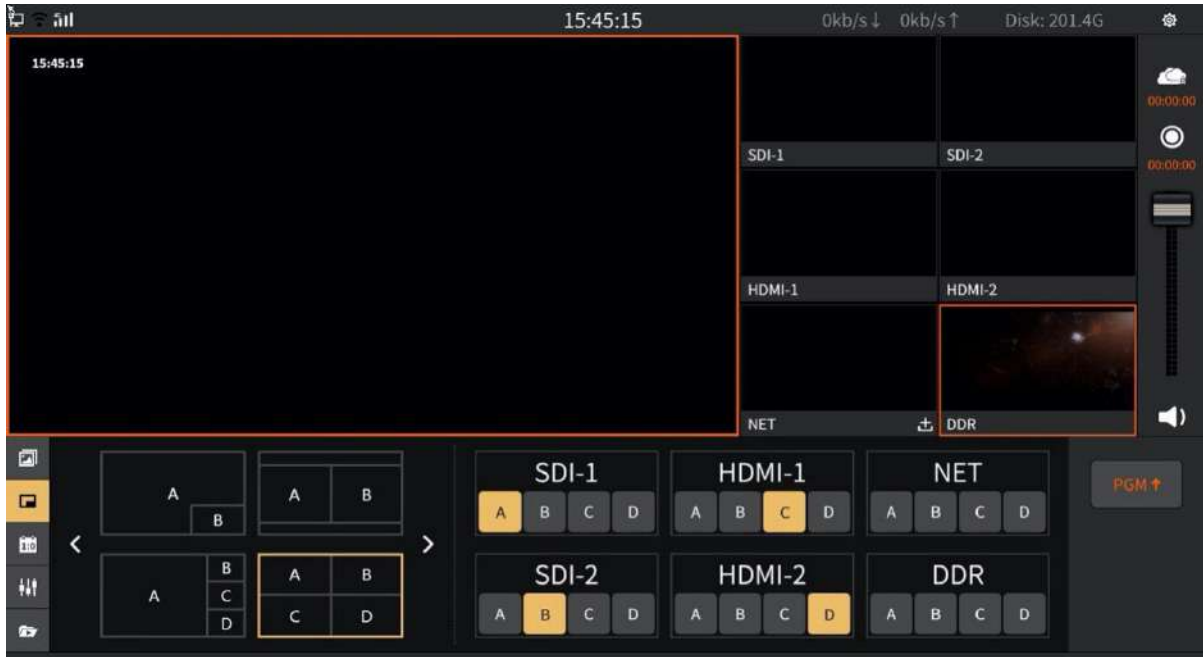 15:45:15 0kb/s↓ 0kb/s↑ Disk: 201.4G
15:45:15
00:00:00
SDI-1 SDI-2
00:00:00
HDMI-1 HDMI-2
NET DDR
A B
A B
A B C D
A B C D
SDI-1 HDMI-1 NET
A B C D A B C D A B C D
PGM↑
SDI-2 HDMI-2 DDR
A B C D A B C D A B C D
1:0